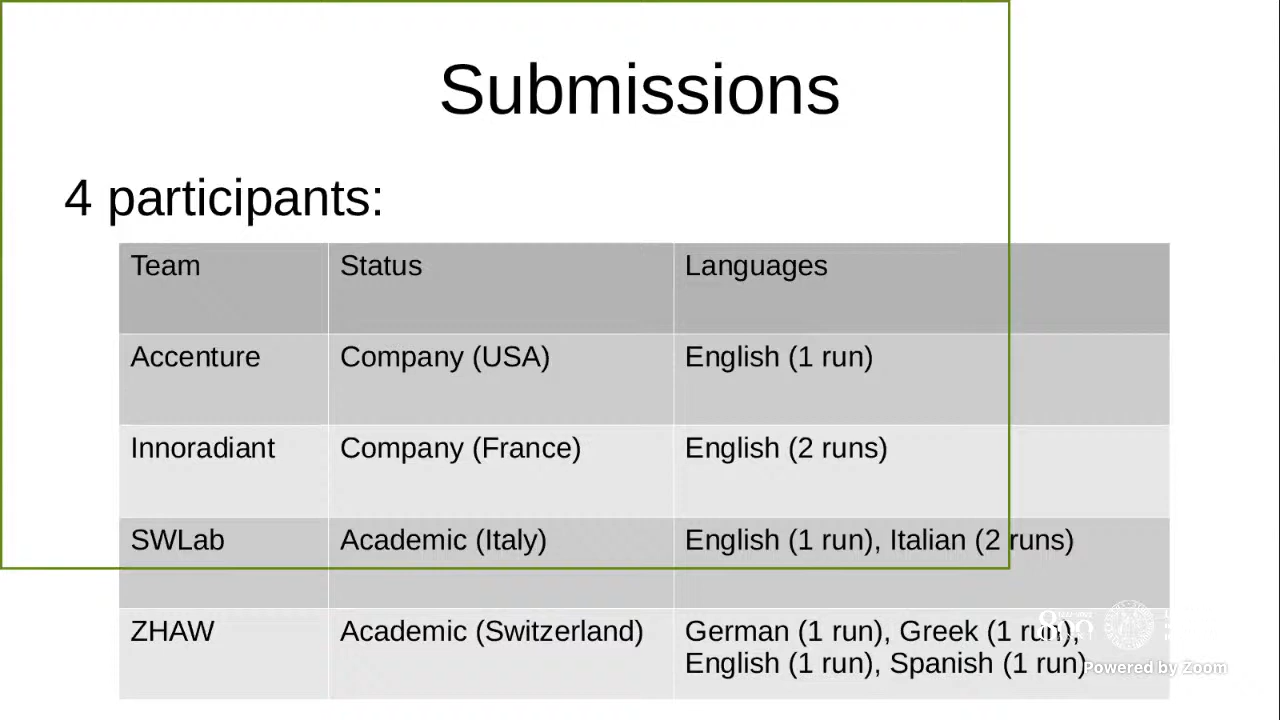 Submissions
4 participants:
Team Status Languages
Accenture Company (USA) English (1 run)
Innoradiant Company (France) English (2 runs)
SWLab Academic (Italy) English (1 run), Italian (2 runs)
ZHAW Academic (Switzerland) German (1 run), Greek (1 run),
English (1 run), Spanish (1 run)
Powered by Zoom